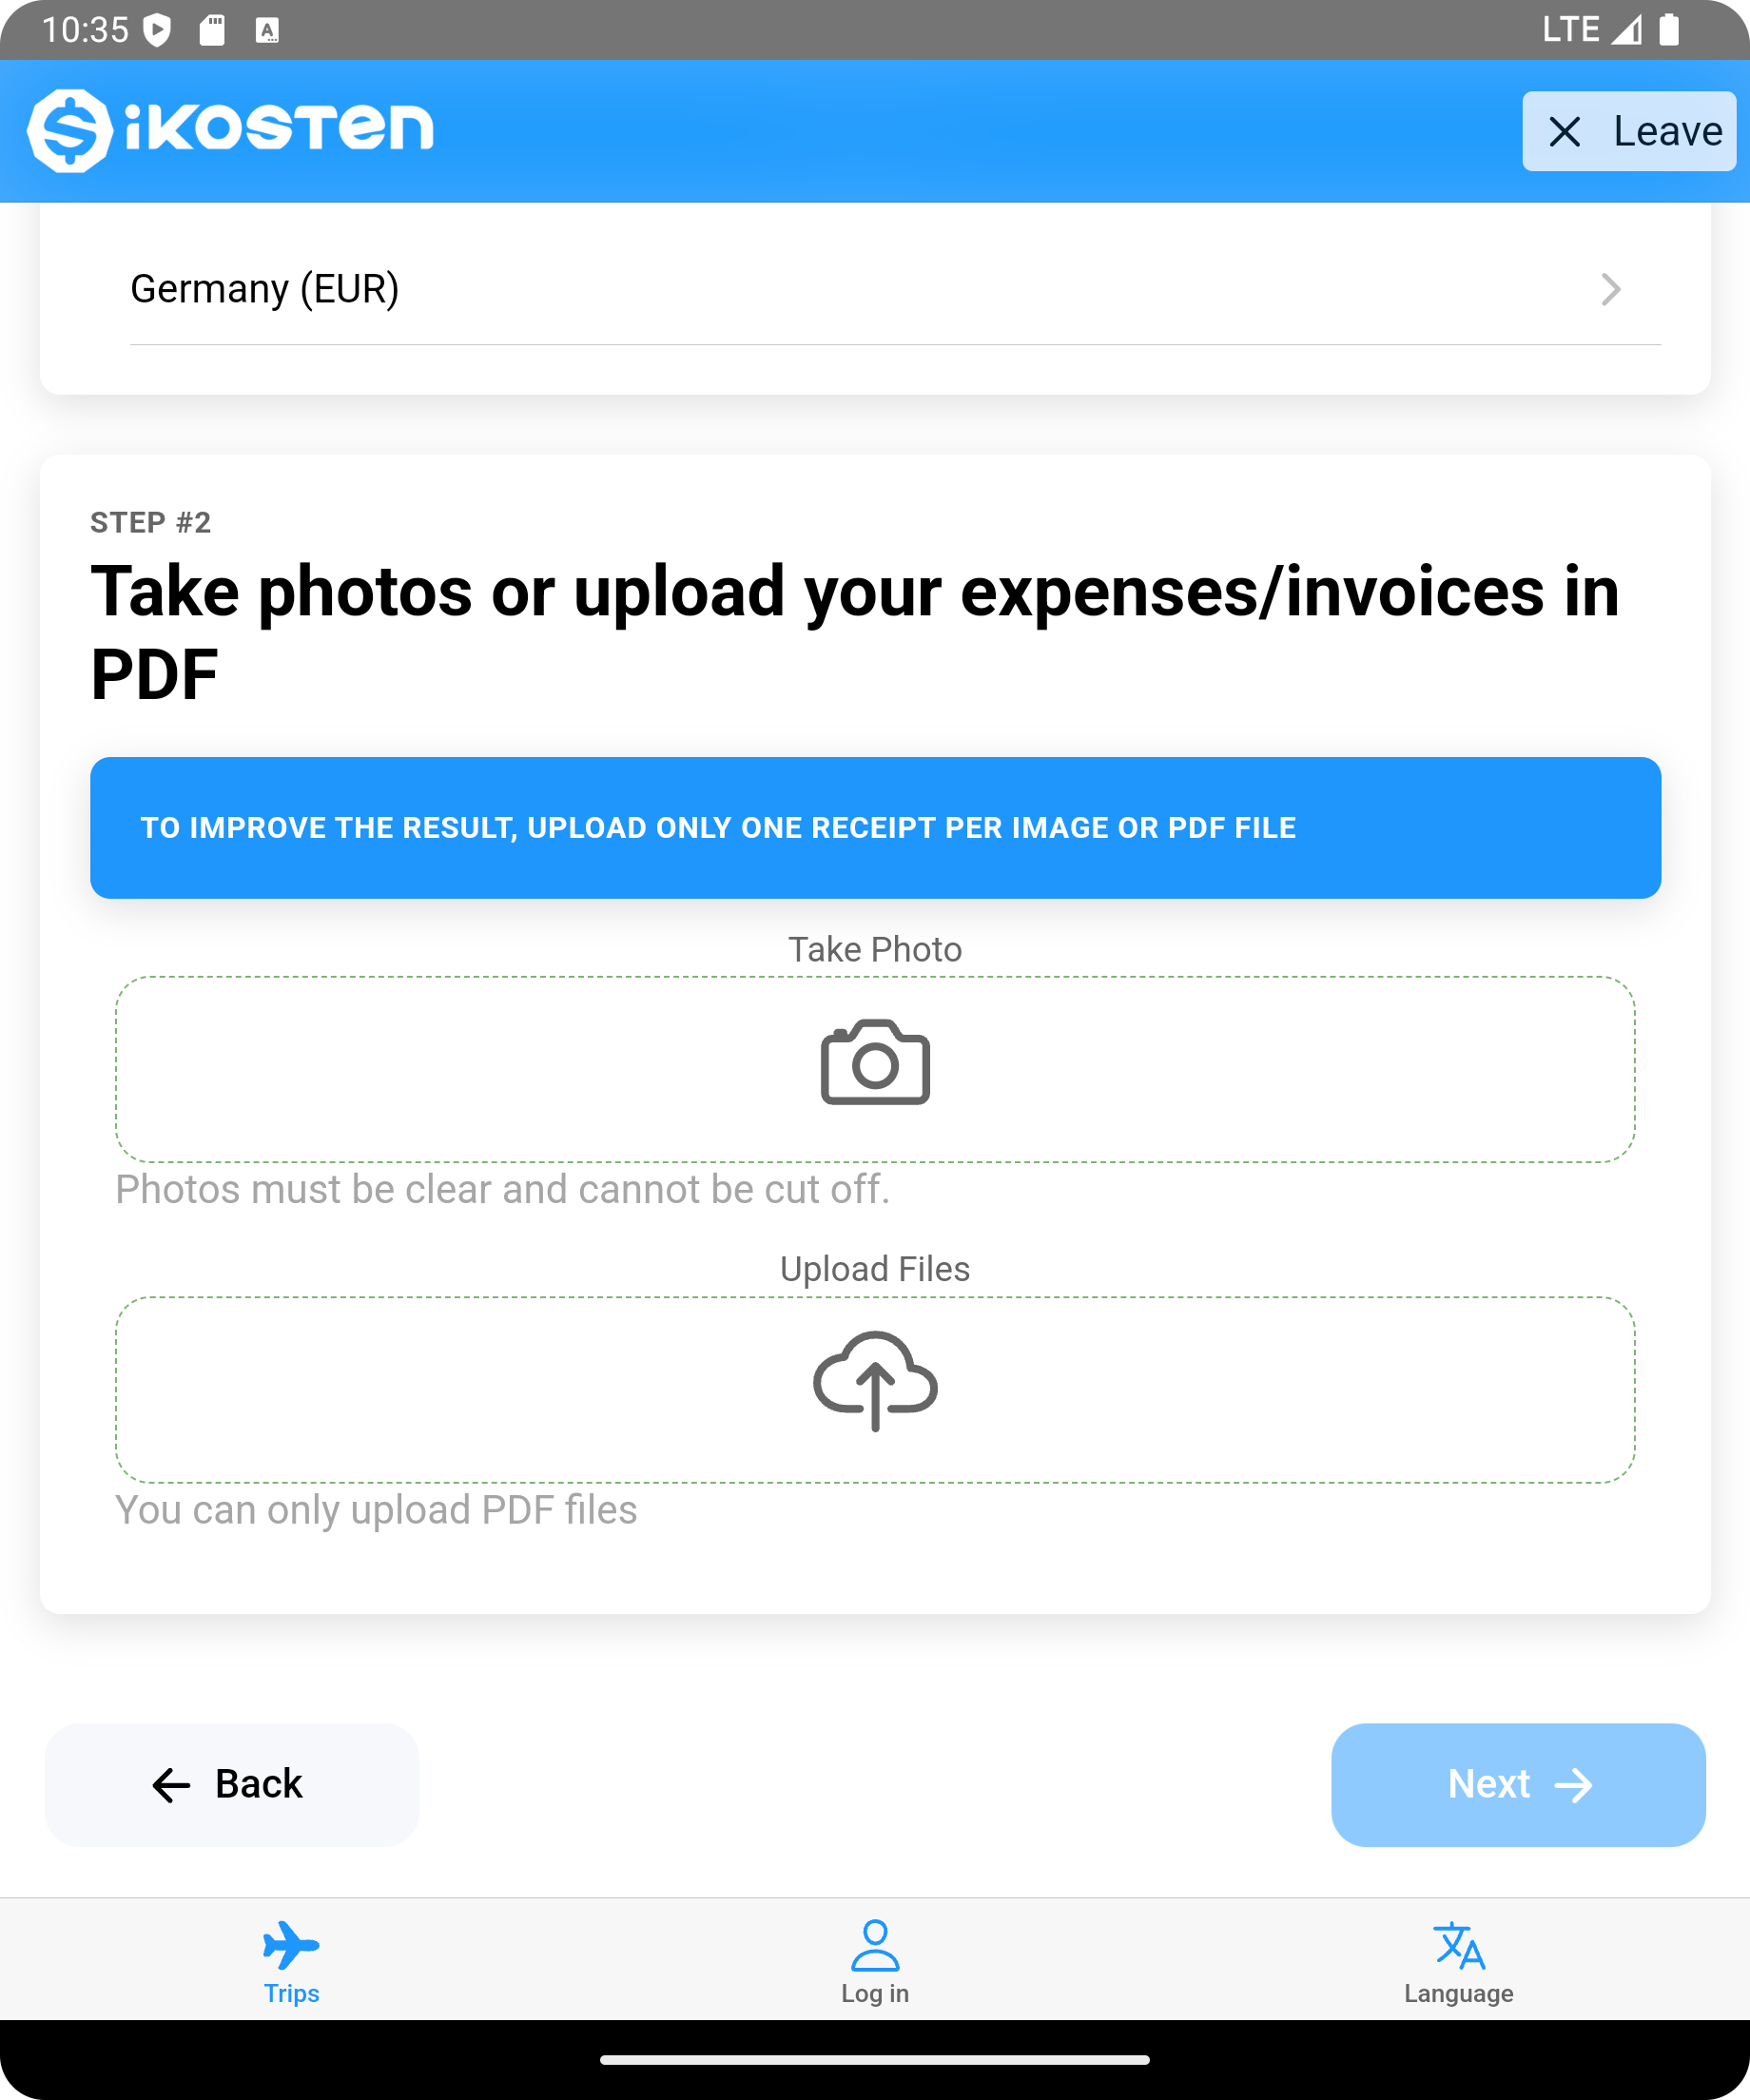 10:35
LTE
iKOSTEN
Leave
Germany (EUR)
STEP #2
Take photos or upload your expenses/invoices in
PDF
TO IMPROVE THE RESULT, UPLOAD ONLY ONE RECEIPT PER IMAGE OR PDF FILE
Take Photo
Photos must be clear and cannot be cut off.
Upload Files
You can only upload PDF files
Back
Next
Trips
Log in
Language